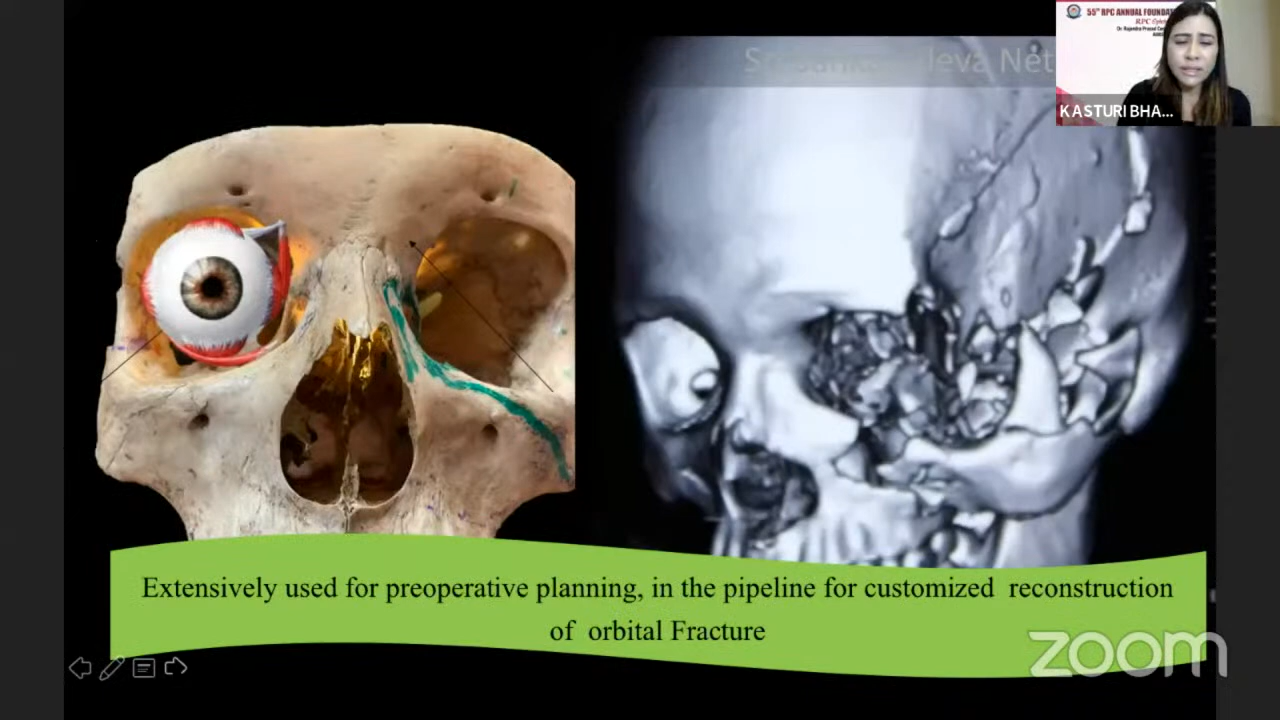 55th RPC ANNUAL FOUNDAT
KASTURI BHA...
Extensively used for preoperative planning, in the pipeline for customized reconstruction
of orbital Fracture
zoom